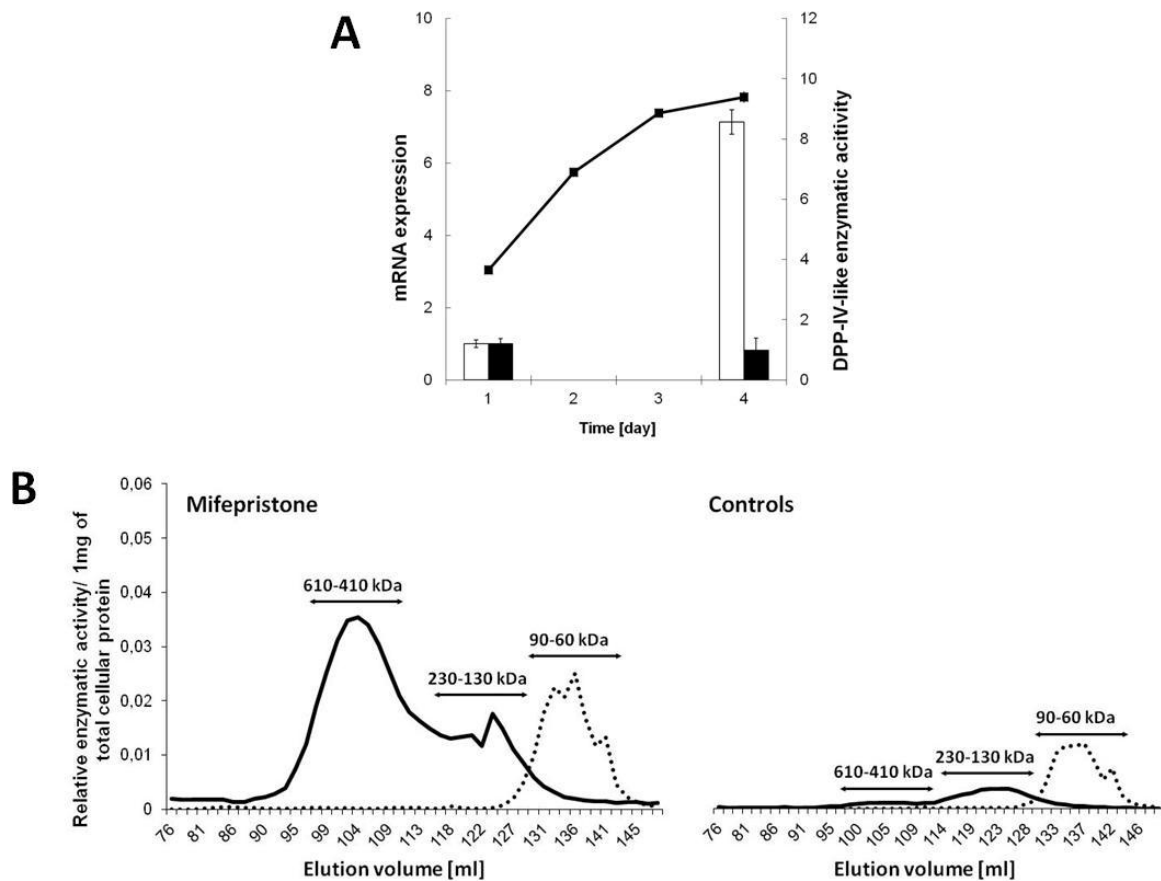 A
10
8
6
4
2
0
mRNA expression
12
10
8
6
4
2
0
DPP-IV-like enzymatic acitivity
1 2 3 4
Time [day]
B
0,06
0,05
0,04
0,03
0,02
0,01
0
Relative enzymatic activity/ 1mg of
total cellular protein
Mifepristone
610-410 kDa
230-130 kDa
90-60 kDa
76 81 86 90 95 99 104 109 113 118 122 127 131 136 141 145
Elution volume [ml]
Controls
610-410 kDa
230-130 kDa
90-60 kDa
76 81 86 91 95 100 105 109 114 119 123 128 133 137 142 146
Elution volume [ml]